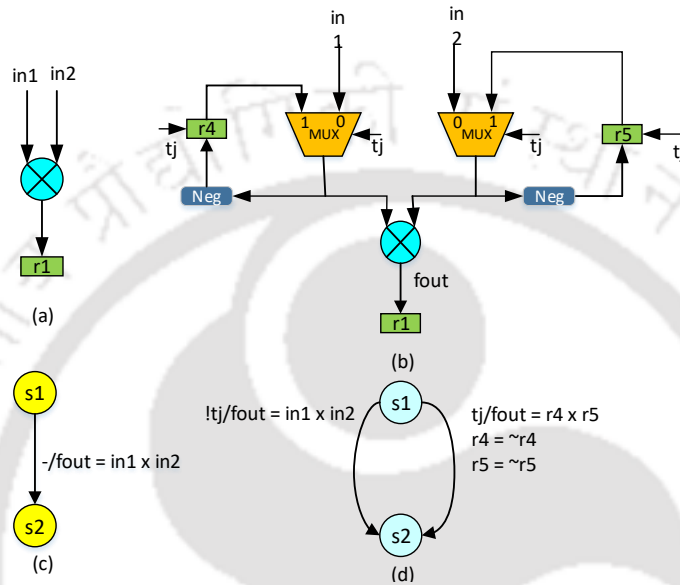 in1 in2
r1
(a)
in
1
in
2
r4
tj
1 0
MUX
tj
0 1
MUX
tj
r5
tj
Neg
Neg
fout
r1
(b)
s1
-/fout = in1 x in2
s2
(c)
s1
!tj/fout = in1 x in2
tj/fout = r4 x r5
r4 = ~r4
r5 = ~r5
s2
(d)